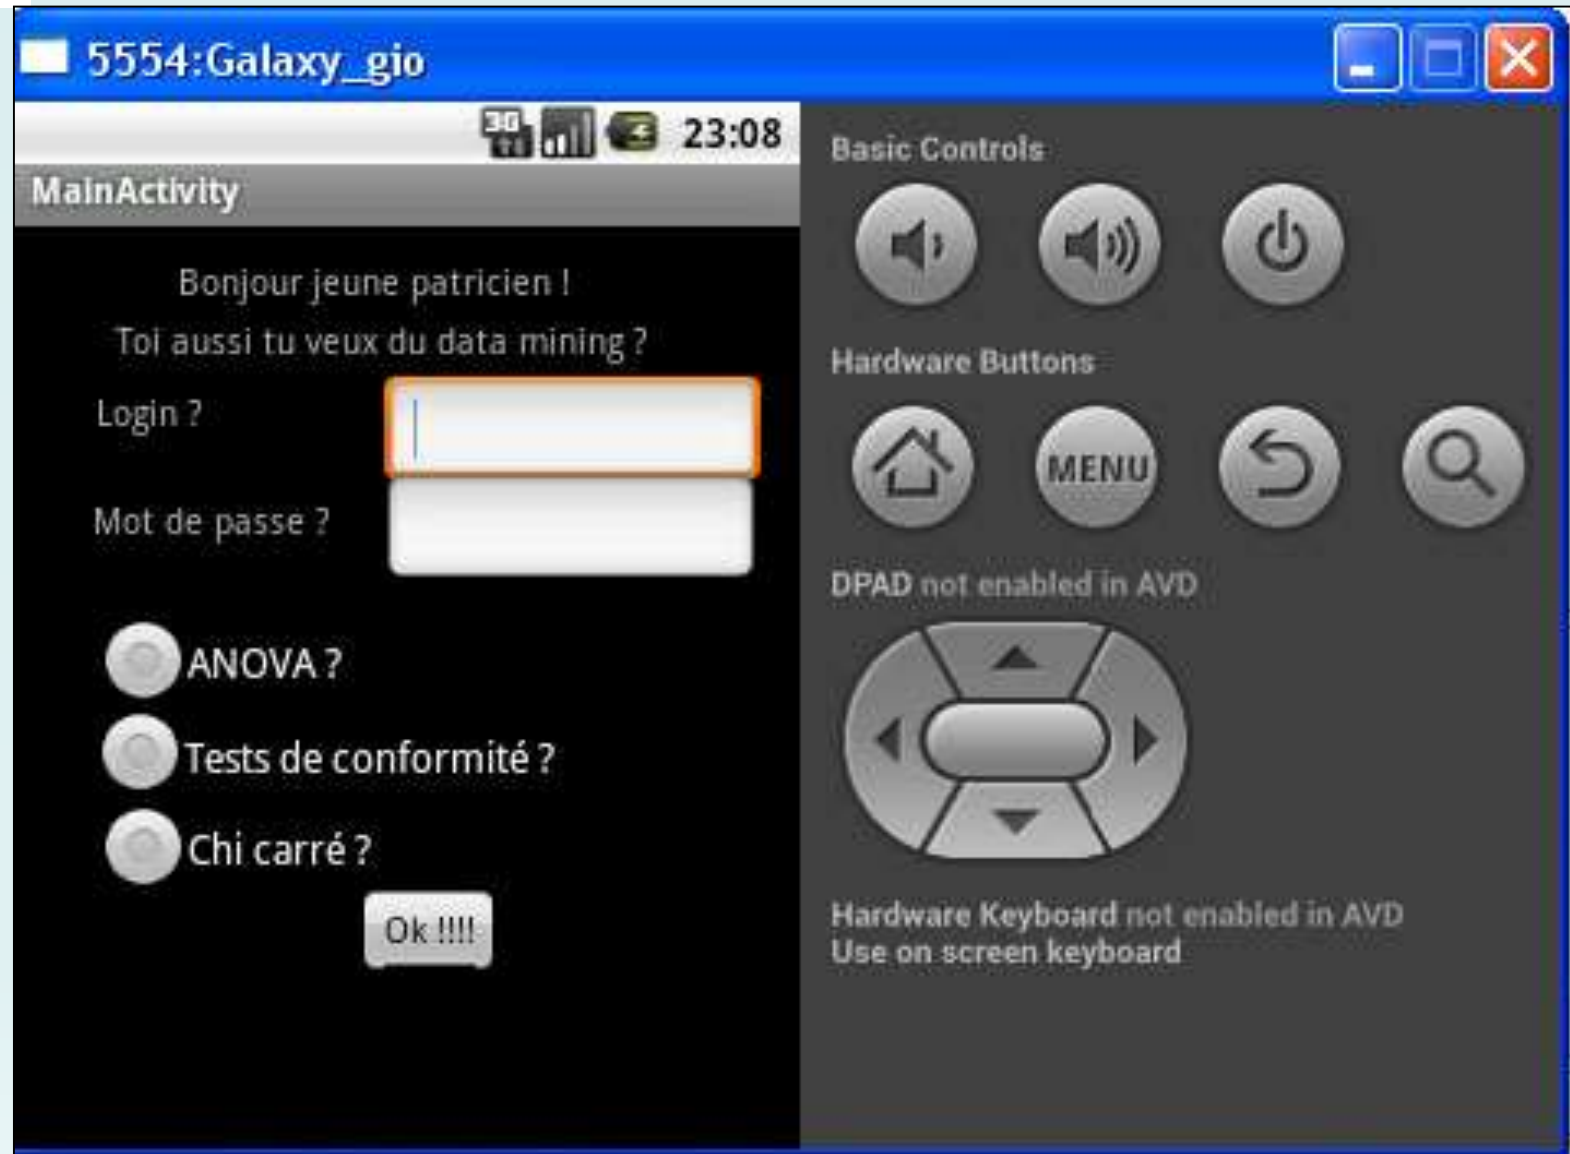 5554:Galaxy_gio
3G 23:08
MainActivity
Bonjour jeune patricien !
Toi aussi tu veux du data mining ?
Login ?
Mot de passe ?
ANOVA ?
Tests de conformité ?
Chi carré ?
Ok !!!!
Basic Controls
Hardware Buttons
MENU
DPAD not enabled in AVD
Hardware Keyboard not enabled in AVD
Use on screen keyboard